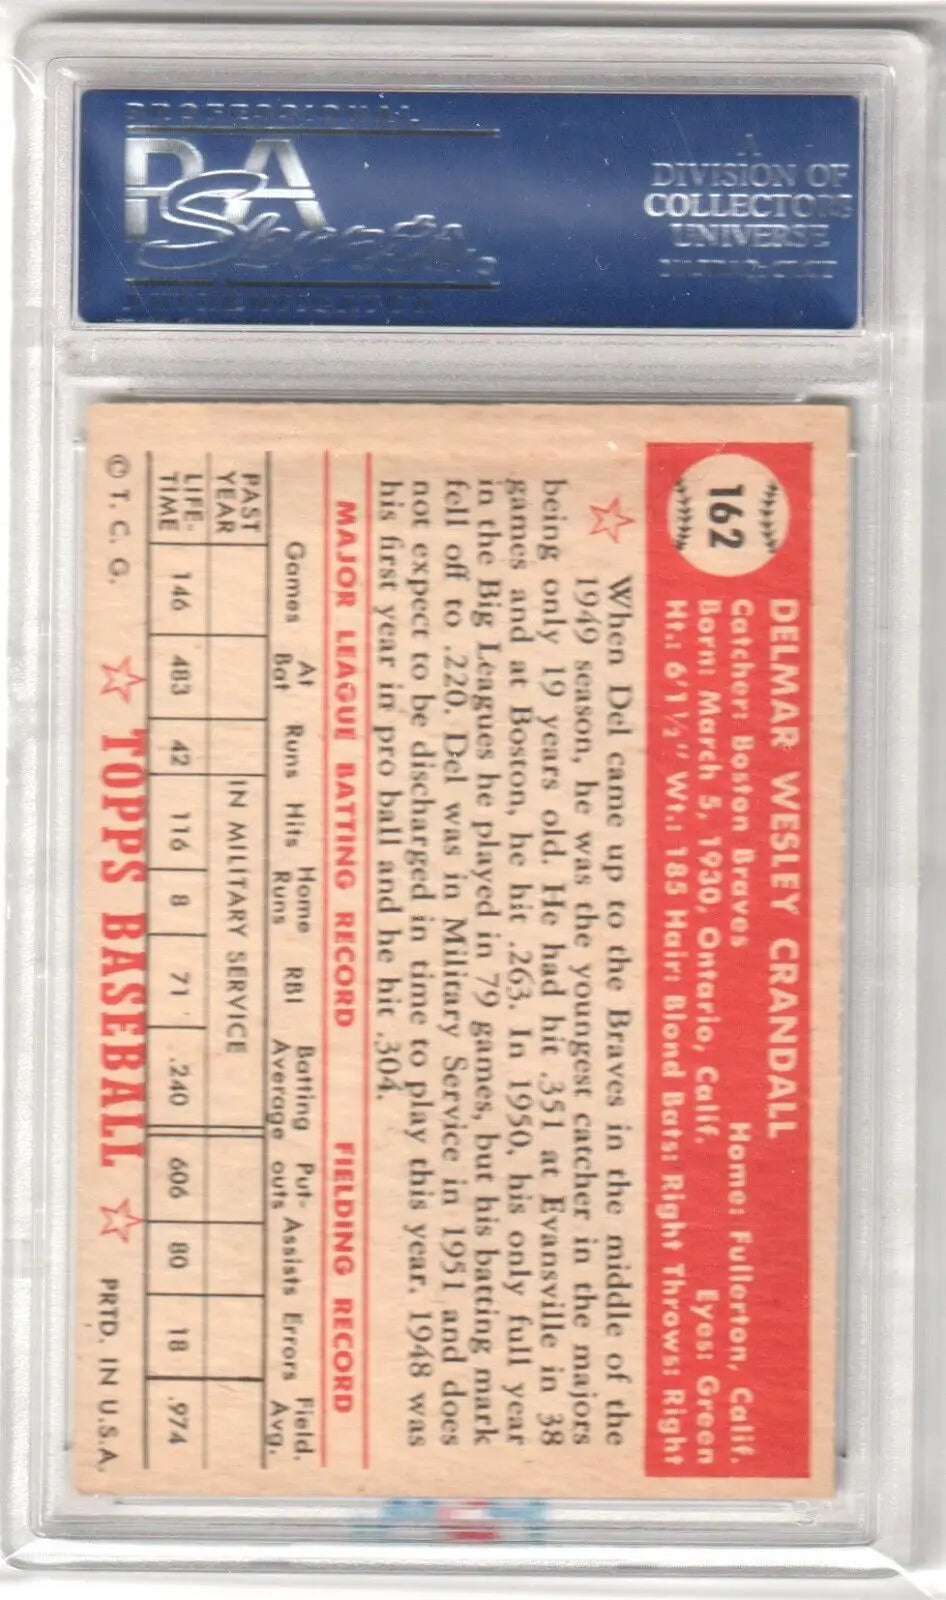 PROFESSIONAL
PSA
AUTHENTICATOR
A
DIVISION OF
COLLECTORS
UNIVERSE
NASDAQ: CLCT
162
DELMAR WESLEY CRANDALL
Catcher: Boston Braves Home: Fullerton, Calif.
Born: March 5, 1930, Ontario, Calif. Eyes: Green
Ht.: 6'1½" Wt.: 185 Hair: Blond Bats: Right Throws: Right
When Del came up to the Braves in the middle of the
1949 season, he was the youngest catcher in the majors
being only 19 years old. He had hit .351 at Evansville in 38
games and at Boston, he hit .263. In 1950, his only full year
in the Big Leagues he played in 79 games, but his batting mark
fell off to .220. Del was in Military Service in 1951 and does
not expect to be discharged in time to play this year. 1948 was
his first year in pro ball and he hit .304.
MAJOR LEAGUE BATTING RECORD FIELDING RECORD
Games At Bat Runs Hits Home Runs RBI Batting Average Put-outs Assists Errors Field. Avg.
PAST YEAR IN MILITARY SERVICE
LIFE-TIME 146 483 42 116 8 71 .240 606 80 18 .974
© T. C. G. TOPPS BASEBALL PRTD. IN U.S.A.